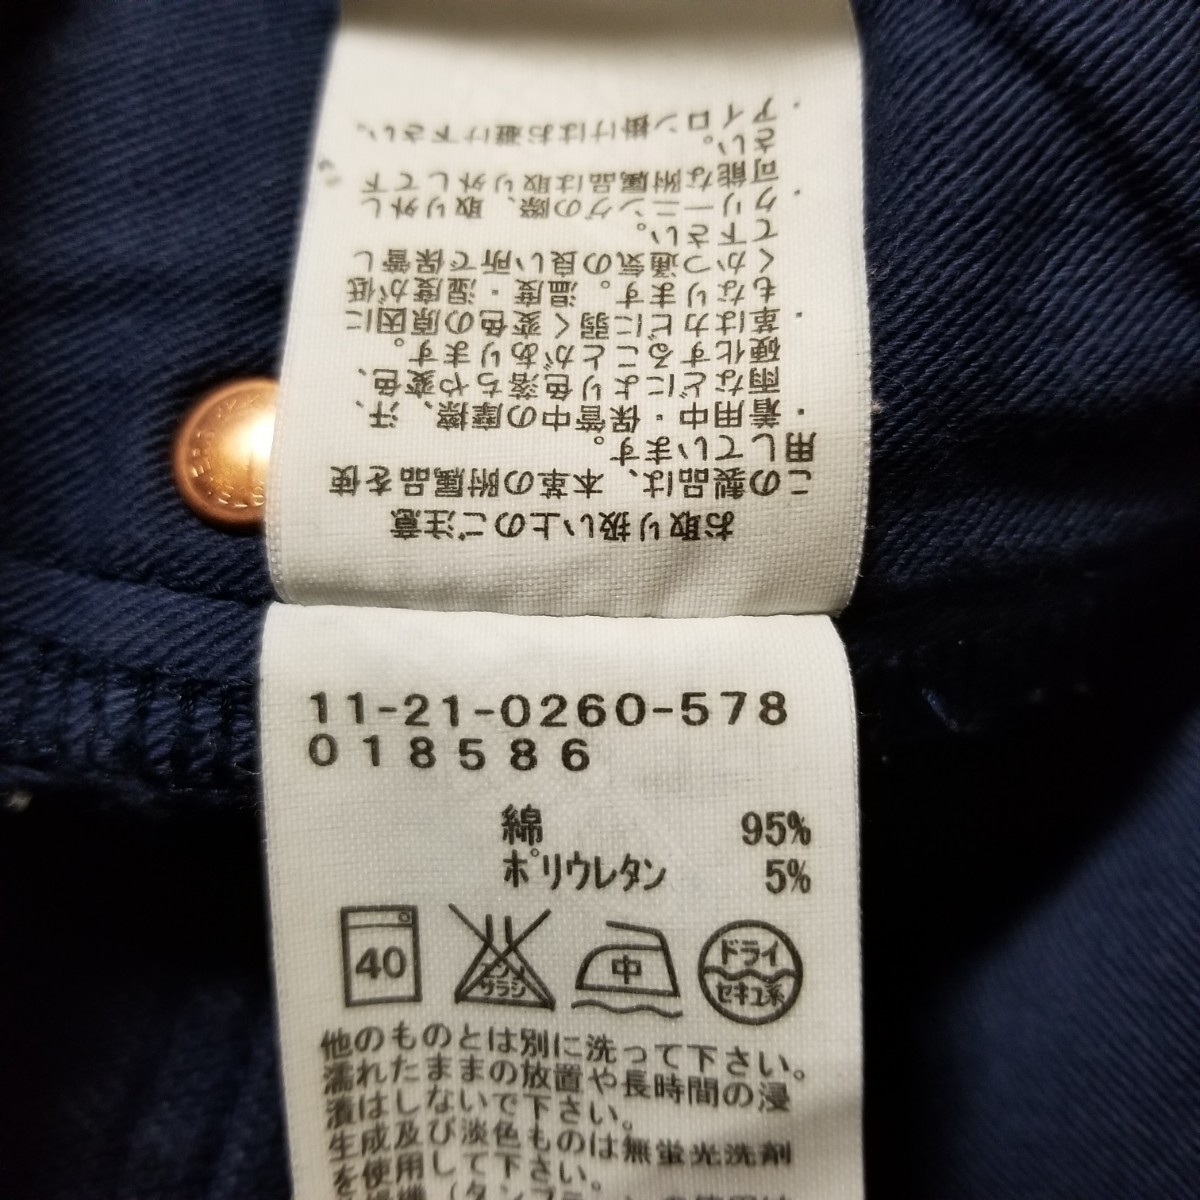 お取り扱い上のご注意
この製品は、本革の附属品を使
用しています。
・着用中・保管中の摩擦、汗、
雨などにより色落ちや変色、
硬化することがあります。
・革はカビに弱く変色の原因に
もなります。温度・湿度が低
くかつ通気の良い所で保管し
て下さい。
・クリーニングの際、取り外し
可能な附属品は取り外して下
さい。
・アイロン掛けはお避け下さい。
11-21-0260-578
018586
綿 95%
ポリウレタン 5%
40
エンソ
サラシ
中
ドライ
セキユ系
他のものとは別に洗って下さい。
濡れたままの放置や長時間の浸
漬はしないで下さい。
生成及び淡色ものは無蛍光洗剤
を使用して下さい。